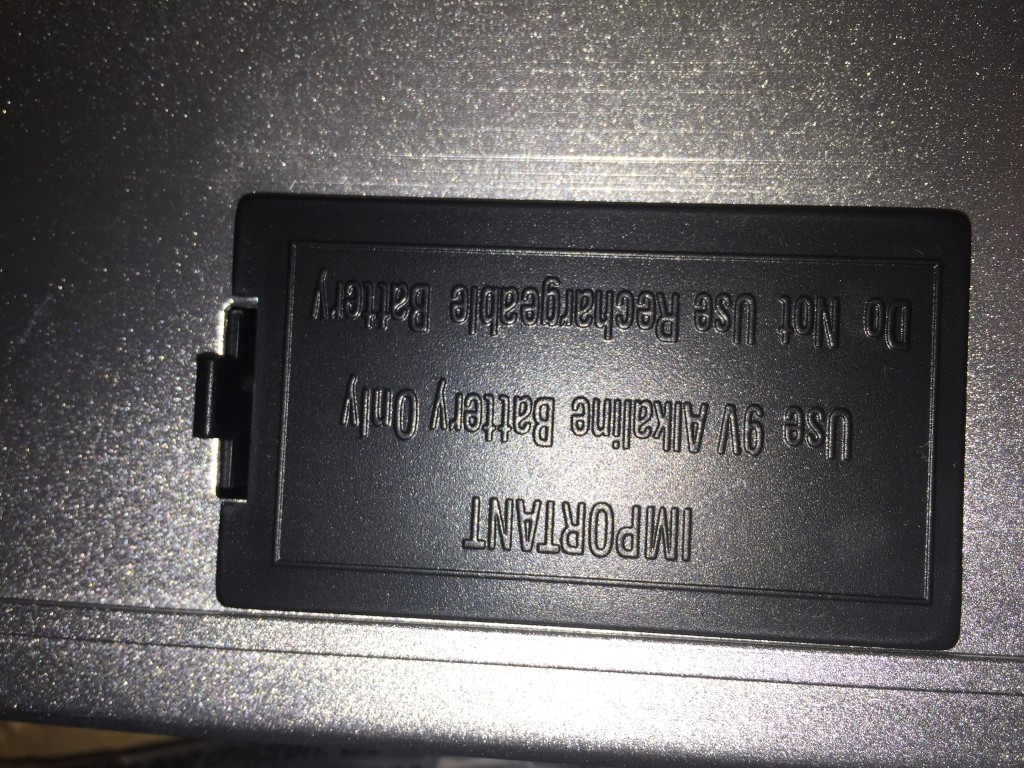 IMPORTANT
Use 9V Alkaline Battery Only
Do Not Use Rechargeable Battery